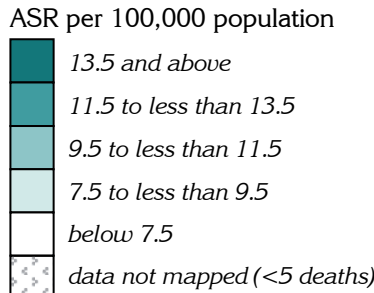 ASR per 100,000 population
13.5 and above
11.5 to less than 13.5
9.5 to less than 11.5
7.5 to less than 9.5
below 7.5
data not mapped (<5 deaths)